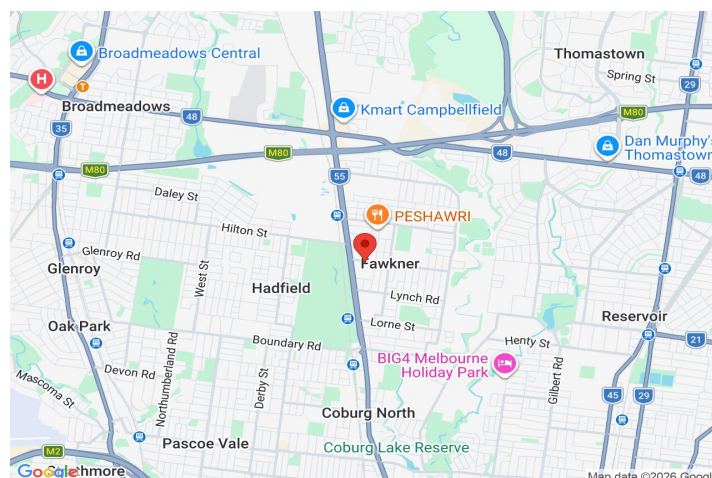 Thomastown
Broadmeadows Central
Spring St
H
29
T
Broadmeadows
Kmart Campbellfield
M80
48
35
Dan Murphy's
Thomastown
M80
48
48
55
Daley St
PESHAWRI
Hilton St
Glenroy Rd
Glenroy
West St
Fawkner
Hadfield
Lynch Rd
Reservoir
Oak Park
Lorne St
Boundary Rd
Henty St
21
BIG4 Melbourne
Holiday Park
Devon Rd
Northumberland Rd
Derby St
Gilbert Rd
Mascoma St
45
29
Coburg North
Pascoe Vale
Coburg Lake Reserve
M2
Google
Map data ©2026 Google